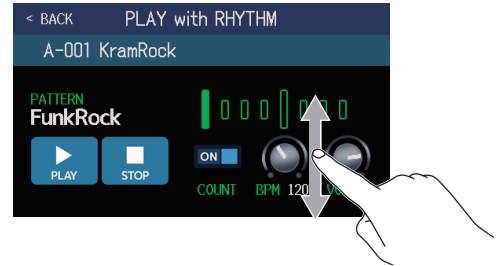 < BACK PLAY with RHYTHM
A-001 KramRock
PATTERN
FunkRock
ON
PLAY STOP
COUNT BPM 120